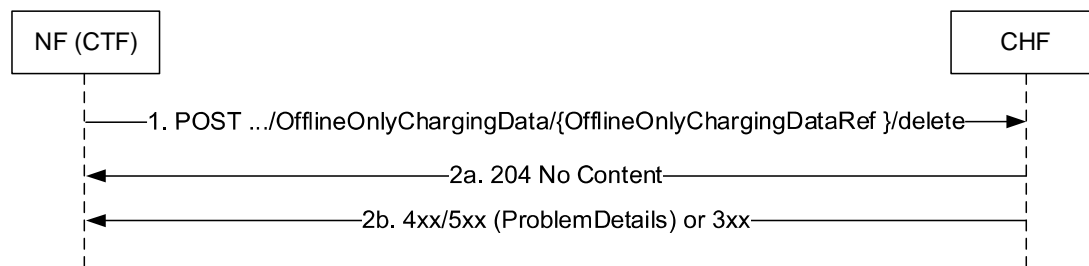 NF (CTF)
CHF
1. POST .../OfflineOnlyChargingData/{OfflineOnlyChargingDataRef }/delete
2a. 204 No Content
2b. 4xx/5xx (ProblemDetails) or 3xx